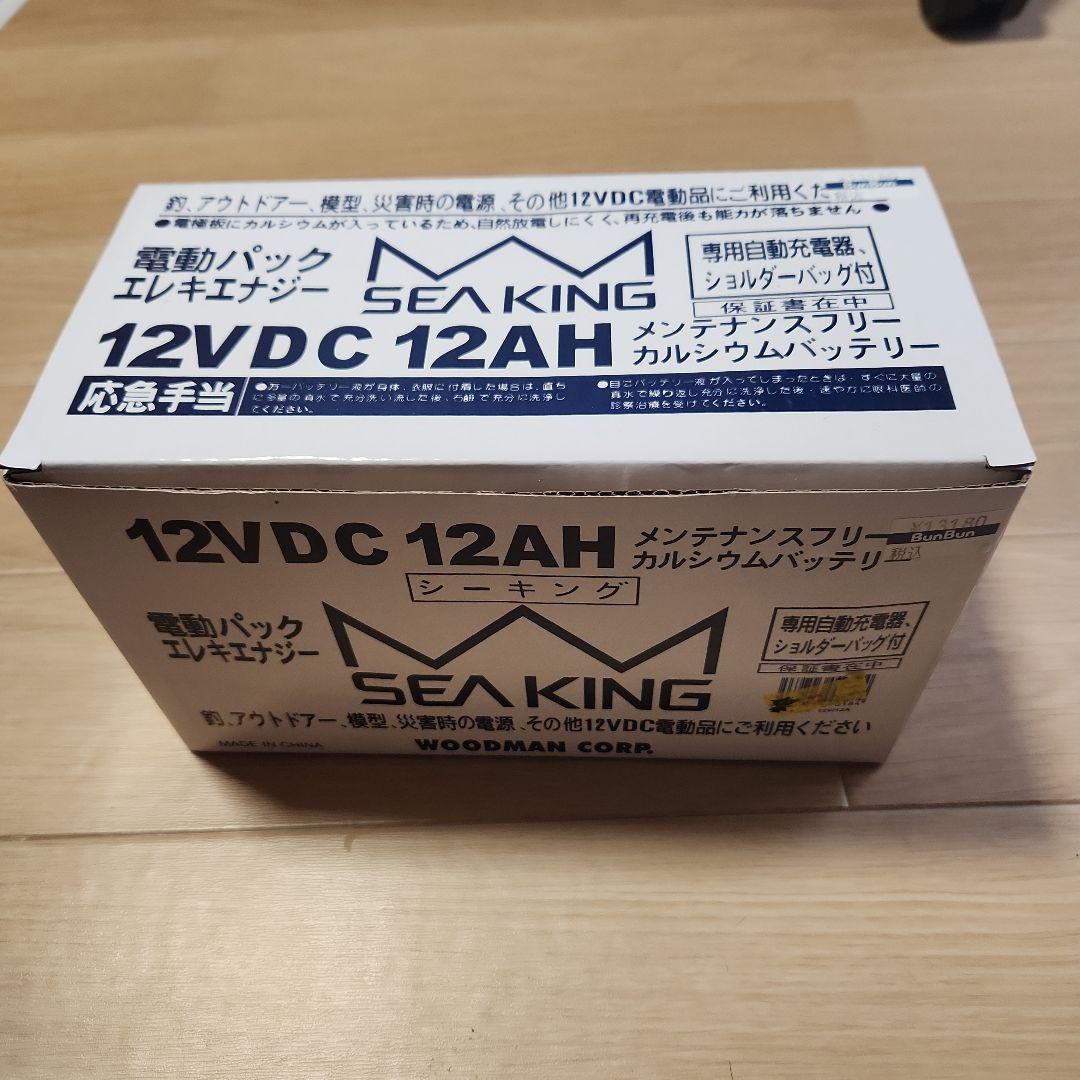 釣、アウトドアー、模型、災害時の電源、その他12VDC電動品にご利用くだ
●電極板にカルシウムが入っているため、自然放電しにくく、再充電後も能力が落ちません ●
電動パック
エレキエナジー
SEA KING
専用自動充電器、
ショルダーバッグ付
保証書在中
12VDC 12AH
メンテナンスフリー
カルシウムバッテリー
応急手当
●万一バッテリー液が身体、衣服に付着した場合は、直ち
に多量の真水で充分洗い流した後、石鹸で充分に洗浄し
てください。
●目にバッテリー液が入ってしまったときは、すぐに大量の
真水で繰り返し充分に洗浄した後・速やかに眼科医師の
診察治療を受けてください。
12VDC 12AH
メンテナンスフリー
カルシウムバッテリ
¥13180
BunBun
税込
シーキング
電動パック
エレキエナジー
SEA KING
専用自動充電器、
ショルダーバッグ付
保証書在中
釣、アウトドアー、模型、災害時の電源、その他12VDC電動品にご利用ください
MADE IN CHINA
WOODMAN CORP.